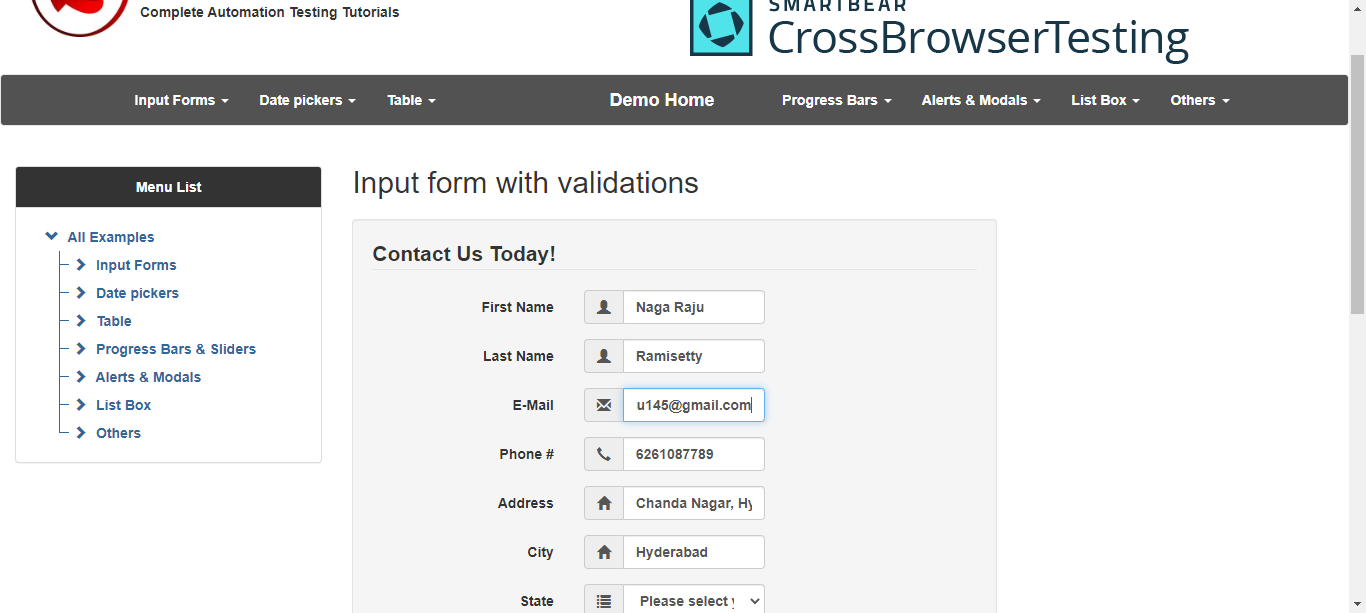 Complete Automation Testing Tutorials
SMARTBEAR
CrossBrowserTesting
Input Forms Date pickers Table Demo Home Progress Bars Alerts & Modals List Box Others
Menu List
All Examples
Input Forms
Date pickers
Table
Progress Bars & Sliders
Alerts & Modals
List Box
Others
Input form with validations
Contact Us Today!
First Name Naga Raju
Last Name Ramisetty
E-Mail u145@gmail.com
Phone # 6261087789
Address Chanda Nagar, Hy
City Hyderabad
State Please select